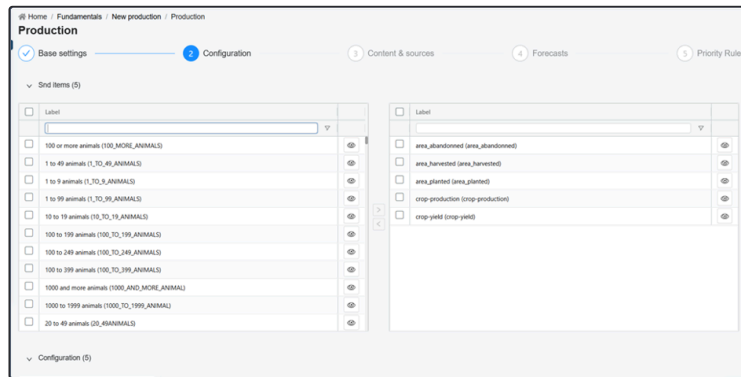 Home / Fundamentals / New production / Production
Production
Base settings
2 Configuration
3 Content & sources
4 Forecasts
5 Priority Rule
Snd items (5)
Label
100 or more animals (100_MORE_ANIMALS)
1 to 49 animals (1_TO_49_ANIMALS)
1 to 9 animals (1_TO_9_ANIMALS)
1 to 99 animals (1_TO_99_ANIMALS)
10 to 19 animals (10_TO_19_ANIMALS)
100 to 199 animals (100_TO_199_ANIMALS)
100 to 249 animals (100_TO_249_ANIMALS)
100 to 399 animals (100_TO_399_ANIMALS)
1000 and more animals (1000_AND_MORE_ANIMAL)
1000 to 1999 animals (1000_TO_1999_ANIMAL)
20 to 49 animals (20_49ANIMALS)
Label
area_abandonned (area_abandonned)
area_harvested (area_harvested)
area_planted (area_planted)
crop-production (crop-production)
crop-yield (crop-yield)
Configuration (5)